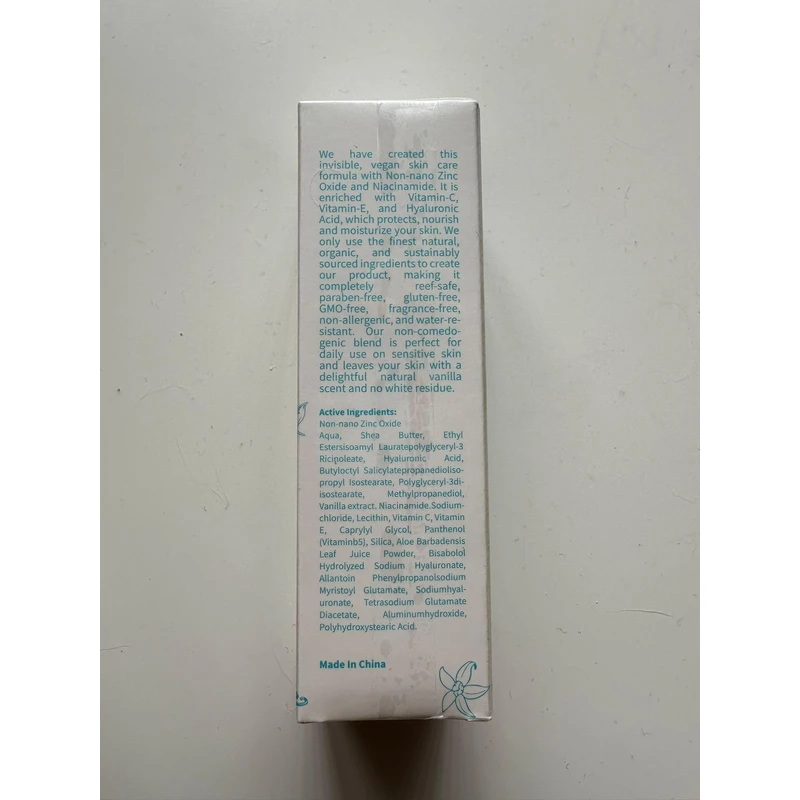 We have created this
invisible, vegan skin care
formula with Non-nano Zinc
Oxide and Niacinamide. It is
enriched with Vitamin-C,
Vitamin-E, and Hyaluronic
Acid, which protects, nourish
and moisturize your skin. We
only use the finest natural,
organic, and sustainably
sourced ingredients to create
our product, making it
completely reef-safe,
paraben-free, gluten-free,
GMO-free, fragrance-free,
non-allergenic, and water-re-
sistant. Our non-comedo-
genic blend is perfect for
daily use on sensitive skin
and leaves your skin with a
delightful natural vanilla
scent and no white residue.
Active Ingredients:
Non-nano Zinc Oxide
Aqua, Shea Butter, Ethyl
Estersisoamyl Lauratepolyglyceryl-3
Ricipoleate, Hyaluronic Acid,
Butyloctyl Salicylatepropanedioliso-
propyl Isostearate, Polyglyceryl-3di-
isostearate, Methylpropanediol,
Vanilla extract. Niacinamide.Sodium-
chloride, Lecithin, Vitamin C, Vitamin
E, Caprylyl Glycol, Panthenol
(Vitaminb5), Silica, Aloe Barbadensis
Leaf Juice Powder, Bisabolol
Hydrolyzed Sodium Hyaluronate,
Allantoin Phenylpropanolsodium
Myristoyl Glutamate, Sodiumhyal-
uronate, Tetrasodium Glutamate
Diacetate, Aluminumhydroxide,
Polyhydroxystearic Acid.
Made In China